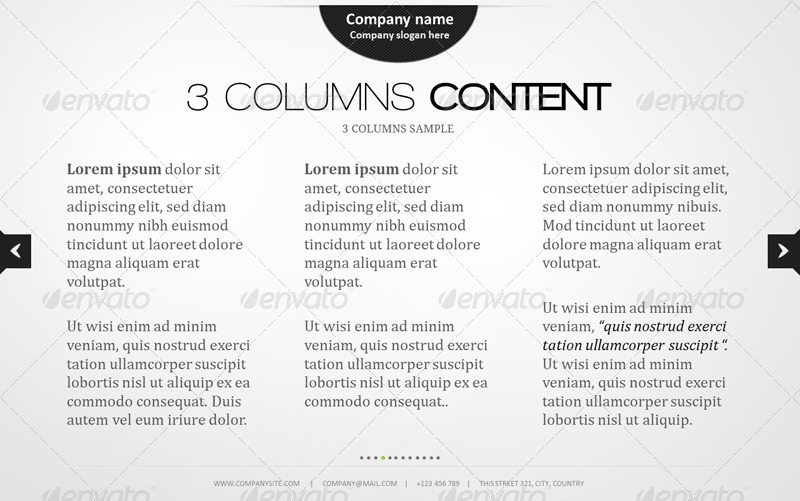 Company name
Company slogan here
3 COLUMNS CONTENT
3 COLUMNS SAMPLE
Lorem ipsum dolor sit
amet, consectetuer
adipiscing elit, sed diam
nonummy nibh euismod
tincidunt ut laoreet dolore
magna aliquam erat
volutpat.
Ut wisi enim ad minim
veniam, quis nostrud exerci
tation ullamcorper suscipit
lobortis nisl ut aliquip ex ea
commodo consequat. Duis
autem vel eum iriure dolor.
Lorem ipsum dolor sit
amet, consectetuer
adipiscing elit, sed diam
nonummy nibh euismod
tincidunt ut laoreet dolore
magna aliquam erat
volutpat.
Ut wisi enim ad minim
veniam, quis nostrud exerci
tation ullamcorper suscipit
lobortis nisl ut aliquip ex ea
commodo consequat..
Lorem ipsum dolor sit amet,
consectetuer adipiscing elit,
sed diam nonummy nibuis.
Mod tincidunt ut laoreet
dolore magna aliquam erat
volutpat.
Ut wisi enim ad minim
veniam, “quis nostrud exerci
tation ullamcorper suscipit “.
Ut wisi enim ad minim
veniam, quis nostrud exerci
tation ullamcorper suscipit
lobortis nisl ut aliquip.
WWW.COMPANYSITE.COM | COMPANY@MAIL.COM | +123 456 789 | THIS STREET 321, CITY, COUNTRY
envato
envato
envato
envato
envato
envato
envato
envato
envato
envato
envato
envato